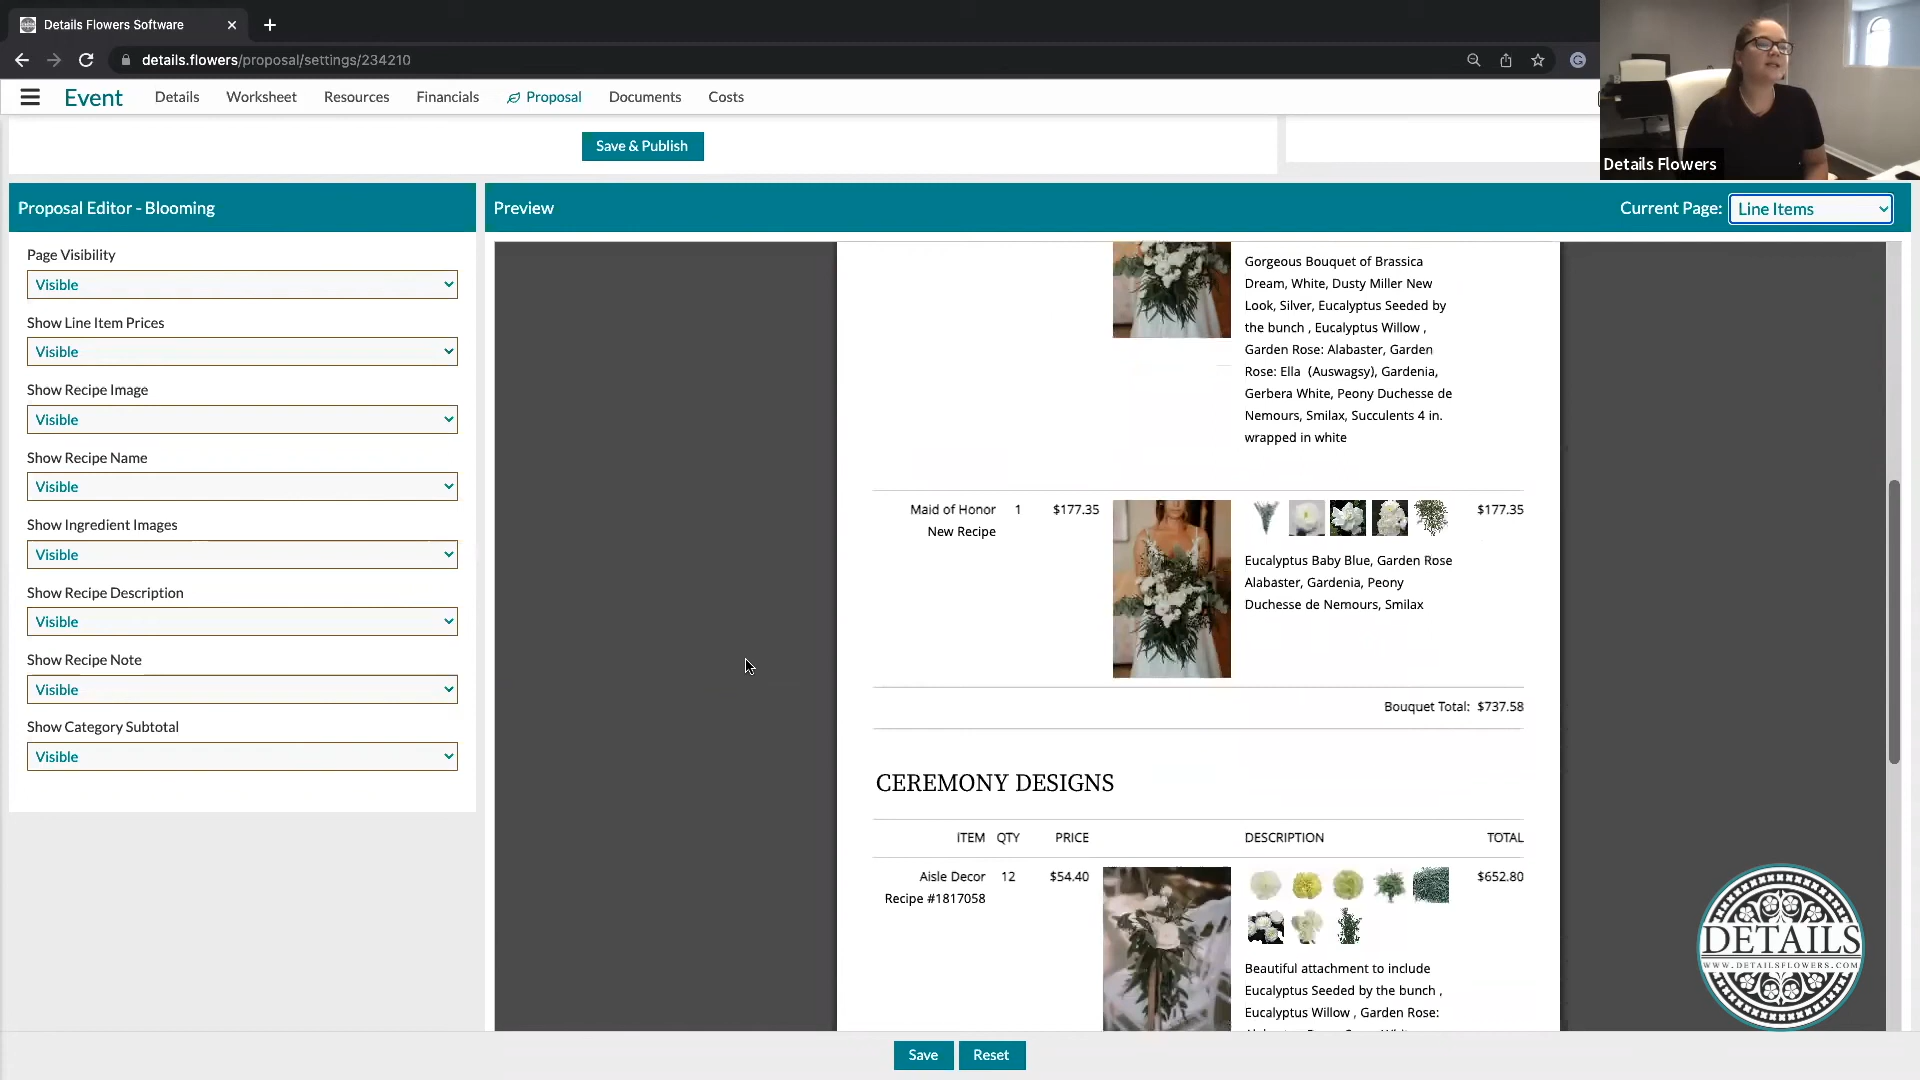 Details Flowers Software
details.flowers/proposal/settings/234210
Event
Details
Worksheet
Resources
Financials
Proposal
Documents
Costs
Details Flowers
Save & Publish
Proposal Editor - Blooming
Preview
Current Page:
Line Items
Page Visibility
Visible
Show Line Item Prices
Visible
Show Recipe Image
Visible
Show Recipe Name
Visible
Show Ingredient Images
Visible
Show Recipe Description
Visible
Show Recipe Note
Visible
Show Category Subtotal
Visible
Gorgeous Bouquet of Brassica
Dream, White, Dusty Miller New
Look, Silver, Eucalyptus Seeded by
the bunch , Eucalyptus Willow ,
Garden Rose: Alabaster, Garden
Rose: Ella (Auswagsy), Gardenia,
Gerbera White, Peony Duchesse de
Nemours, Smilax, Succulents 4 in.
wrapped in white
Maid of Honor 1 $177.35 $177.35
New Recipe
Eucalyptus Baby Blue, Garden Rose
Alabaster, Gardenia, Peony
Duchesse de Nemours, Smilax
Bouquet Total: $737.58
CEREMONY DESIGNS
ITEM QTY PRICE DESCRIPTION TOTAL
Aisle Decor 12 $54.40 $652.80
Recipe #1817058
Beautiful attachment to include
Eucalyptus Seeded by the bunch ,
Eucalyptus Willow , Garden Rose:
DETAILS
WWW.DETAILSFLOWERS.COM
Save
Reset